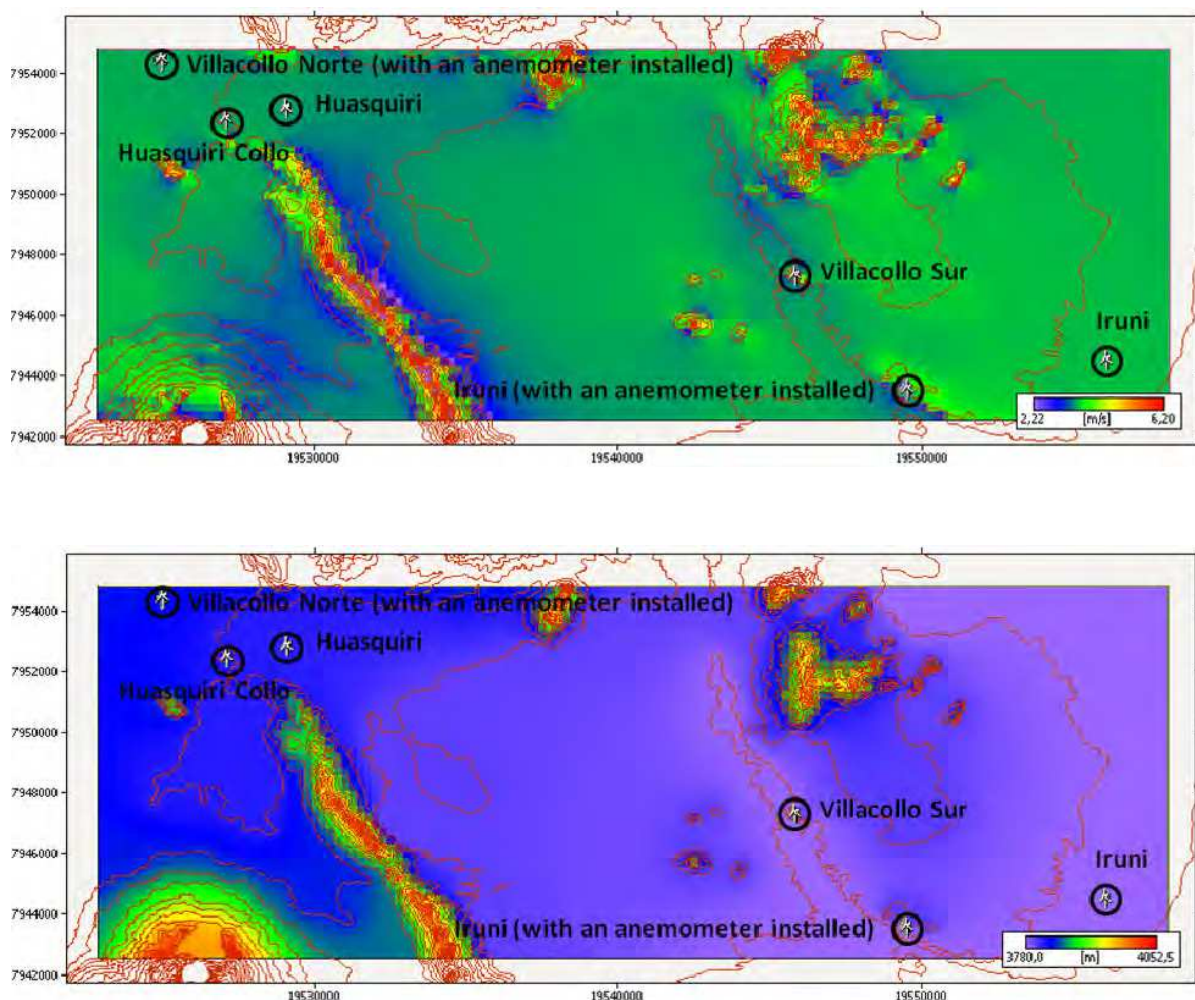 7954000
Villacollo Norte (with an anemometer installed)
Huasquiri
7952000
Huasquiri Collo
7950000
7948000
Villacollo Sur
7946000
Iruni
7944000
Iruni (with an anemometer installed)
2,22 [m/s] 6,20
7942000
19530000 19540000 19550000
7954000
Villacollo Norte (with an anemometer installed)
Huasquiri
7952000
Huasquiri Collo
7950000
7948000
Villacollo Sur
7946000
Iruni
7944000
Iruni (with an anemometer installed)
3780,0 [m] 4052,5
7942000
19530000 19540000 19550000